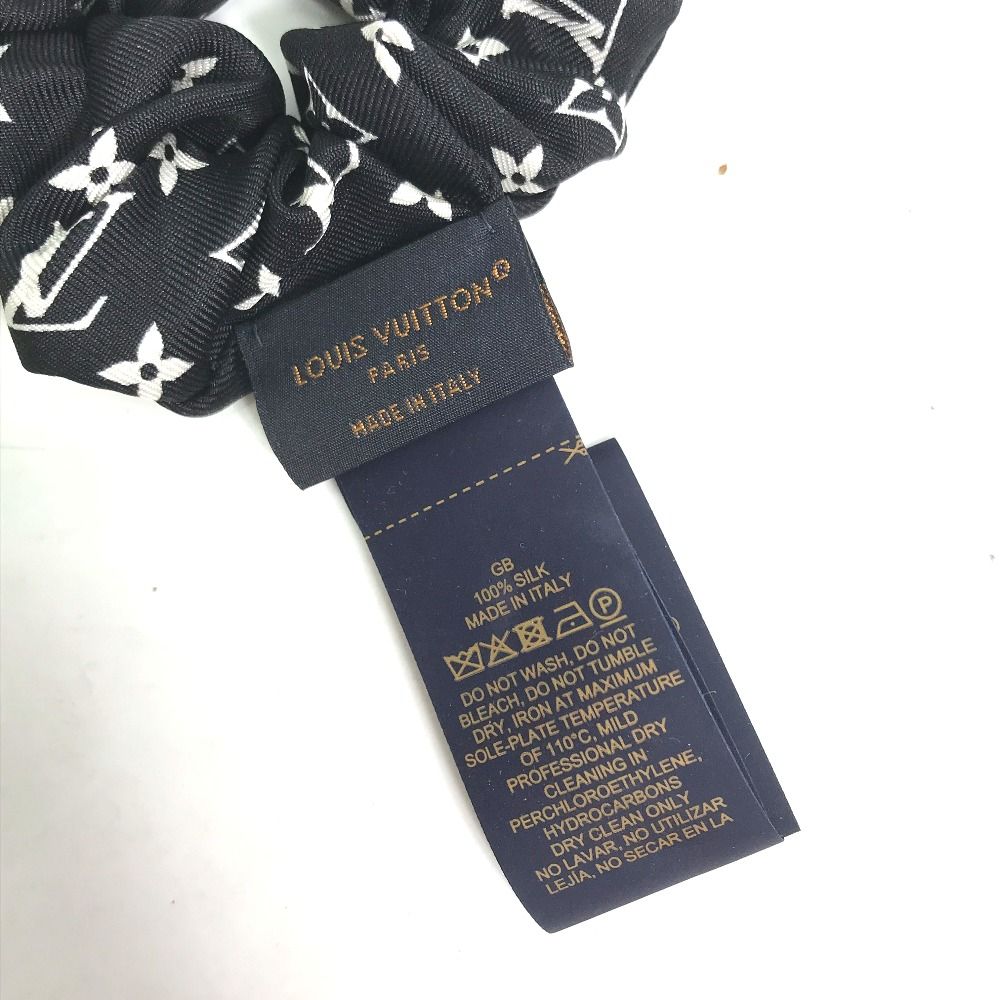 LOUIS VUITTON
PARIS
MADE IN ITALY
GB
100% SILK
MADE IN ITALY
P
DO NOT WASH, DO NOT
BLEACH, DO NOT TUMBLE
DRY, IRON AT MAXIMUM
SOLE-PLATE TEMPERATURE
OF 110°C, MILD
PROFESSIONAL DRY
CLEANING IN
PERCHLOROETHYLENE,
HYDROCARBONS
DRY CLEAN ONLY
NO LAVAR, NO UTILIZAR
LEJÍA, NO SECAR EN LA